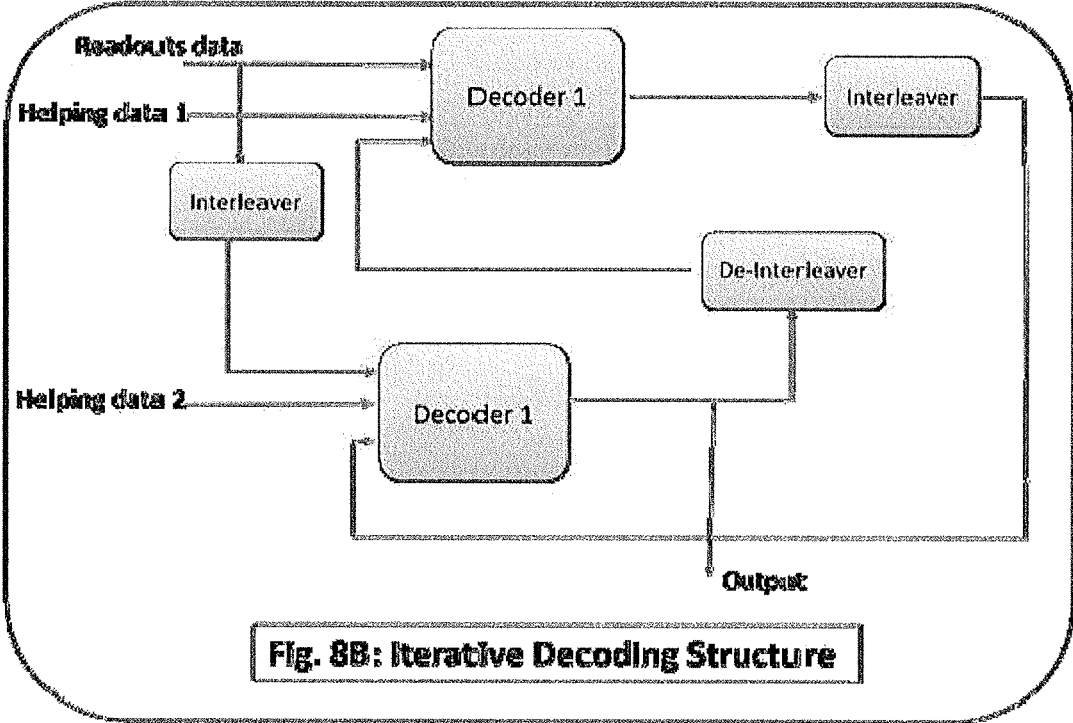 Readouts data
Decoder 1
Interleaver
Helping data 1
Interleaver
De-Interleaver
Helping data 2
Decoder 1
Output
Fig. 8B: Iterative Decoding Structure